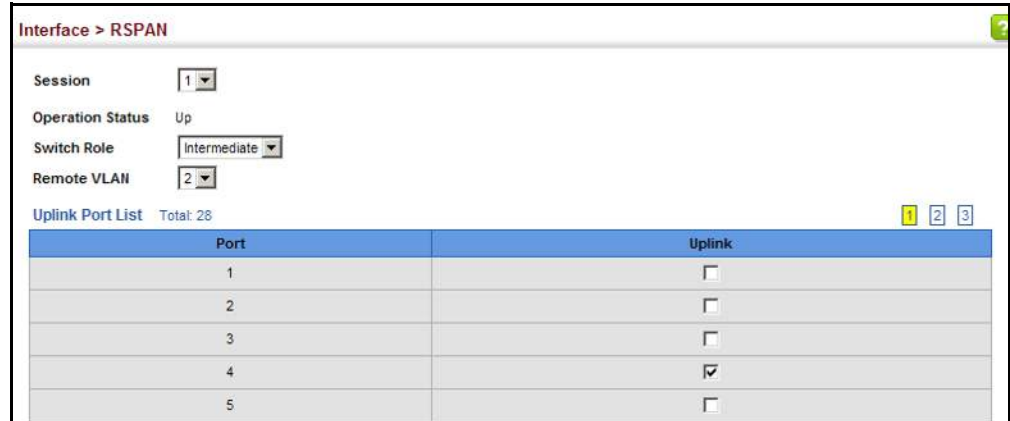 Interface > RSPAN
?
Session 1
Operation Status Up
Switch Role Intermediate
Remote VLAN 2
Uplink Port List Total: 28 1 2 3
Port Uplink
1
2
3
4
5